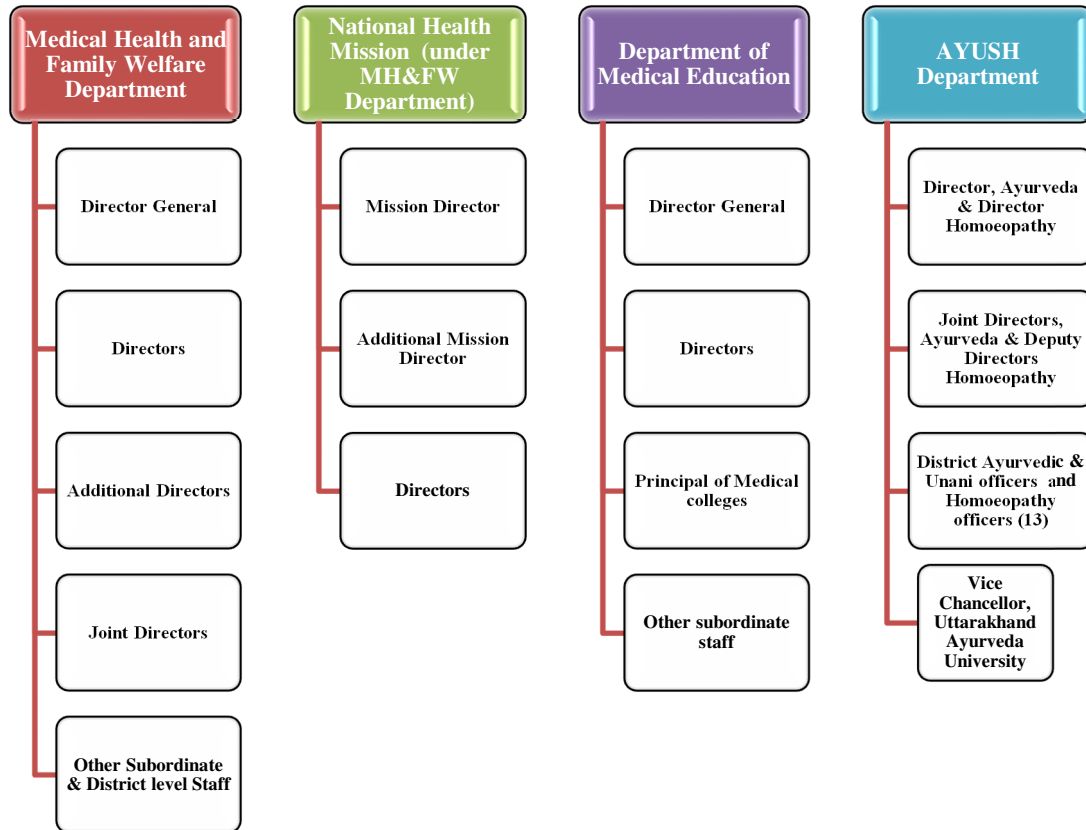 Medical Health and
Family Welfare
Department
Director General
Directors
Additional Directors
Joint Directors
Other Subordinate
& District level Staff
National Health
Mission (under
MH&FW
Department)
Mission Director
Additional Mission
Director
Directors
Department of
Medical Education
Director General
Directors
Principal of Medical
colleges
Other subordinate
staff
AYUSH
Department
Director, Ayurveda
& Director
Homoeopathy
Joint Directors,
Ayurveda & Deputy
Directors
Homoeopathy
District Ayurvedic &
Unani officers and
Homoeopathy
officers (13)
Vice
Chancellor,
Uttarakhand
Ayurveda
University